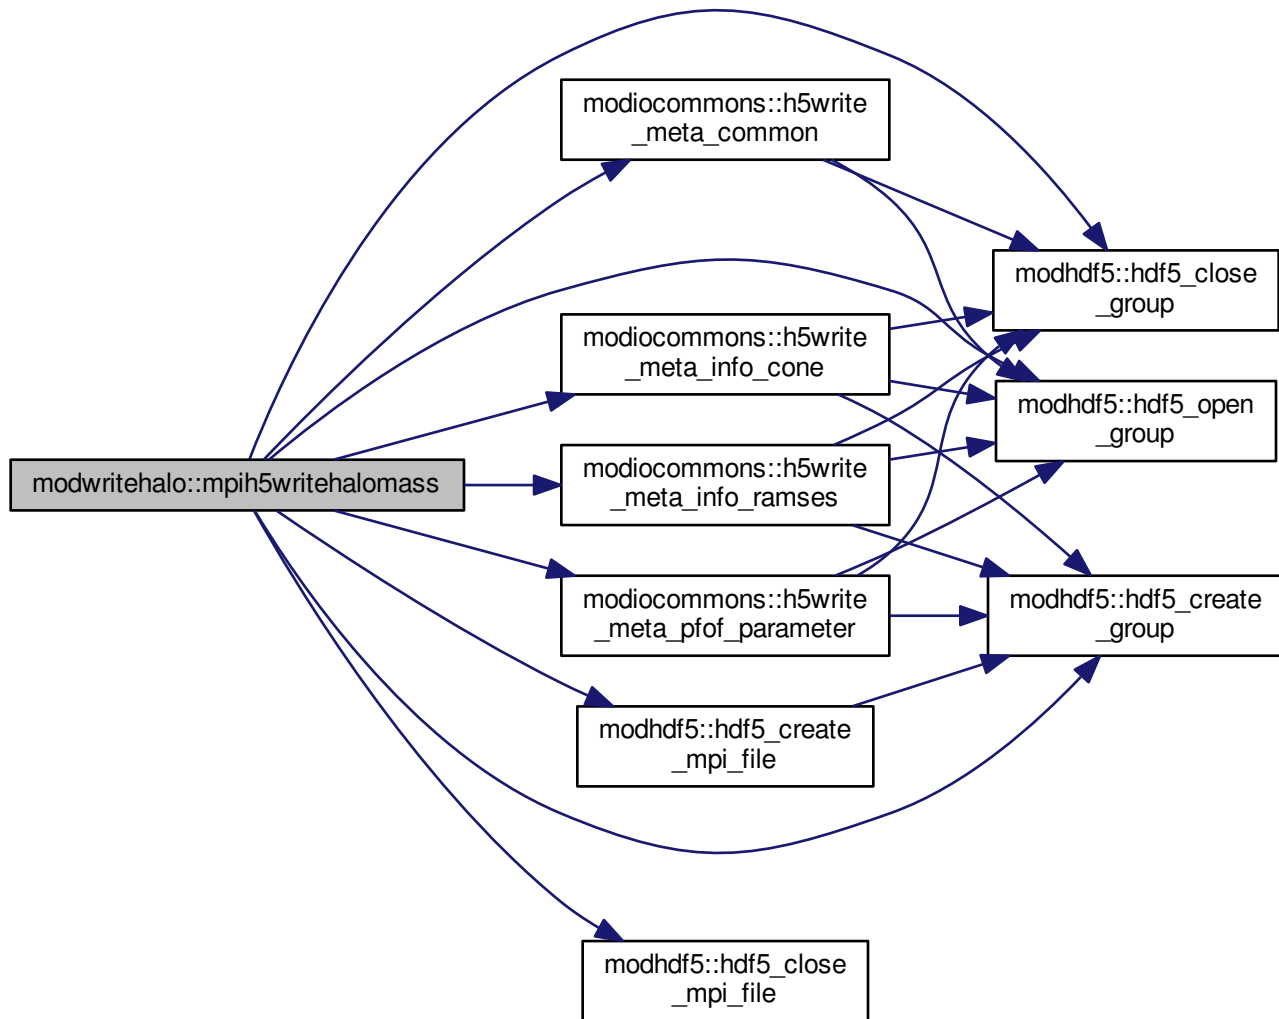 modiocommons::h5write
_meta_common
modhdf5::hdf5_close
_group
modiocommons::h5write
_meta_info_cone
modhdf5::hdf5_open
_group
modwritehalo::mpih5writehalomass
modiocommons::h5write
_meta_info_ramses
modiocommons::h5write
_meta_pfof_parameter
modhdf5::hdf5_create
_group
modhdf5::hdf5_create
_mpi_file
modhdf5::hdf5_close
_mpi_file